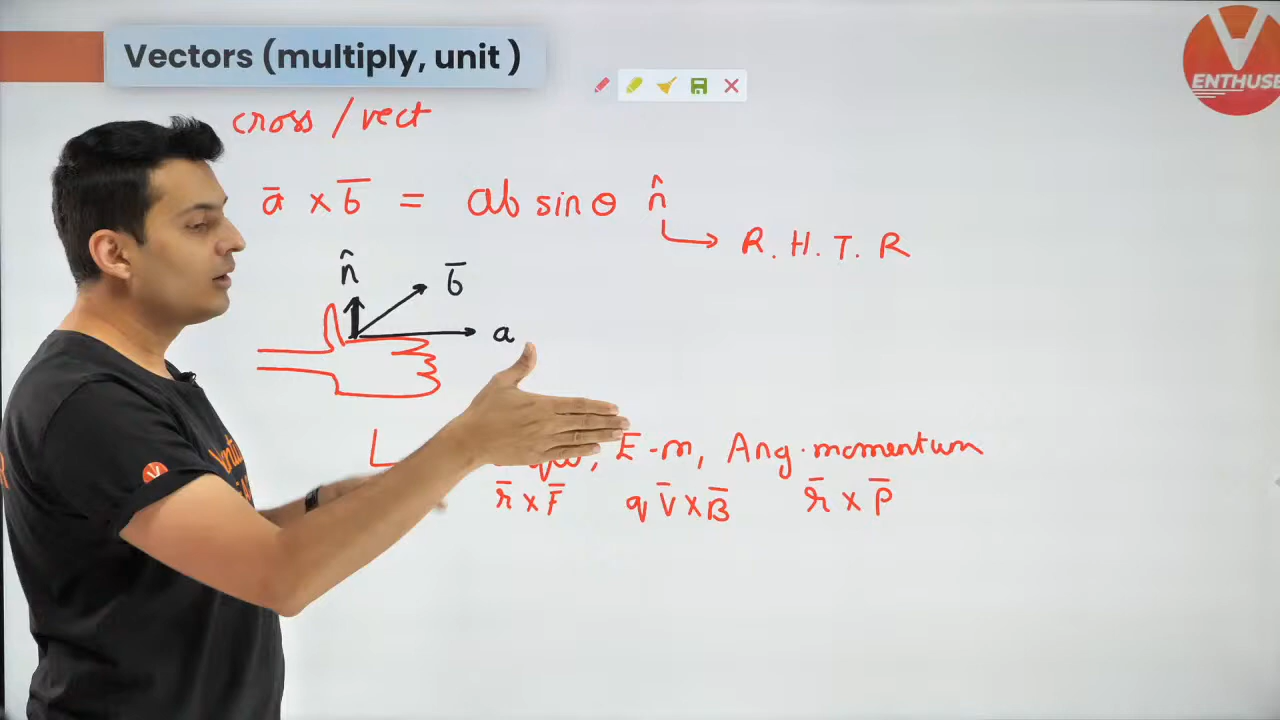 Vectors (multiply, unit )
ENTHUSE
cross / vect
a̅ × b̅ = ab sin θ n̂
R. H. T. R
n̂
b̅
a
E-m, Ang. momentum
r̅ × F̅ q V̅ × B̅ r̅ × P̅